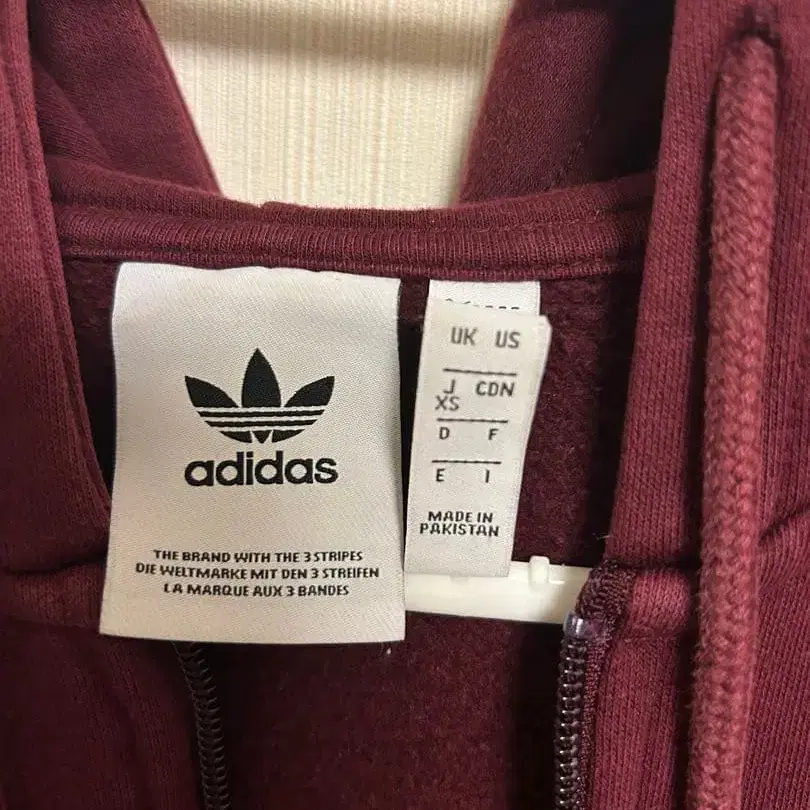 adidas
THE BRAND WITH THE 3 STRIPES
DIE WELTMARKE MIT DEN 3 STREIFEN
LA MARQUE AUX 3 BANDES
UK US
J CDN
XS
D F
E I
MADE IN
PAKISTAN